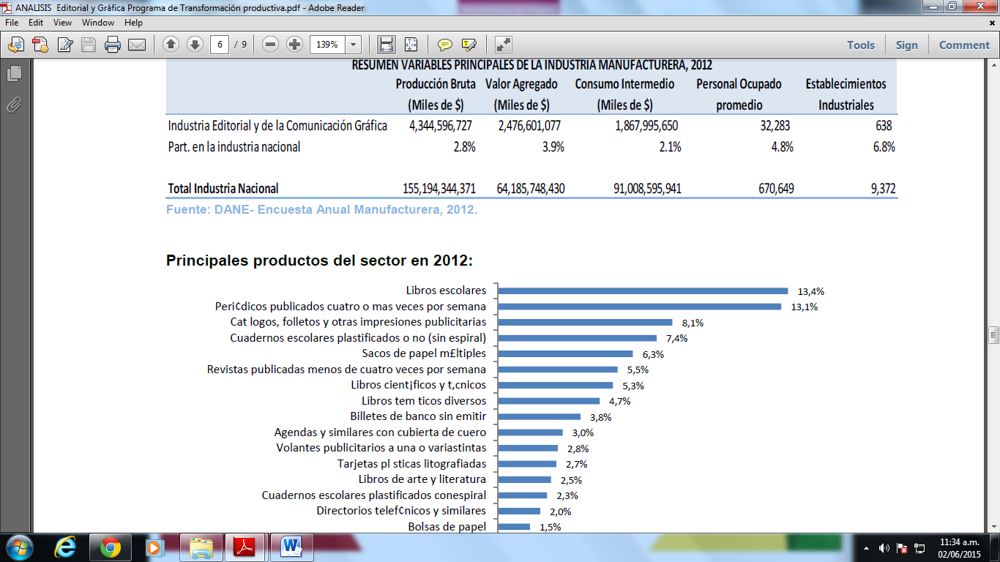 ANALISIS Editorial y Gráfica Programa de Transformación productiva.pdf - Adobe Reader
File Edit View Window Help
6 / 9 139% Tools Sign Comment
RESUMEN VARIABLES PRINCIPALES DE LA INDUSTRIA MANUFACTURERA, 2012
Producción Bruta Valor Agregado Consumo Intermedio Personal Ocupado Establecimientos
(Miles de $) (Miles de $) (Miles de $) promedio Industriales
Industria Editorial y de la Comunicación Gráfica 4,344,596,727 2,476,601,077 1,867,995,650 32,283 638
Part. en la industria nacional 2.8% 3.9% 2.1% 4.8% 6.8%
Total Industria Nacional 155,194,344,371 64,185,748,430 91,008,595,941 670,649 9,372
Fuente: DANE- Encuesta Anual Manufacturera, 2012.
Principales productos del sector en 2012:
Libros escolares 13,4%
Peri¢dicos publicados cuatro o mas veces por semana 13,1%
Cat logos, folletos y otras impresiones publicitarias 8,1%
Cuadernos escolares plastificados o no (sin espiral) 7,4%
Sacos de papel m£ltiples 6,3%
Revistas publicadas menos de cuatro veces por semana 5,5%
Libros cient¡ficos y t‚cnicos 5,3%
Libros tem ticos diversos 4,7%
Billetes de banco sin emitir 3,8%
Agendas y similares con cubierta de cuero 3,0%
Volantes publicitarios a una o variastintas 2,8%
Tarjetas pl sticas litografiadas 2,7%
Libros de arte y literatura 2,5%
Cuadernos escolares plastificados conespiral 2,3%
Directorios telef¢nicos y similares 2,0%
Bolsas de papel 1,5%
11:34 a.m.
02/06/2015